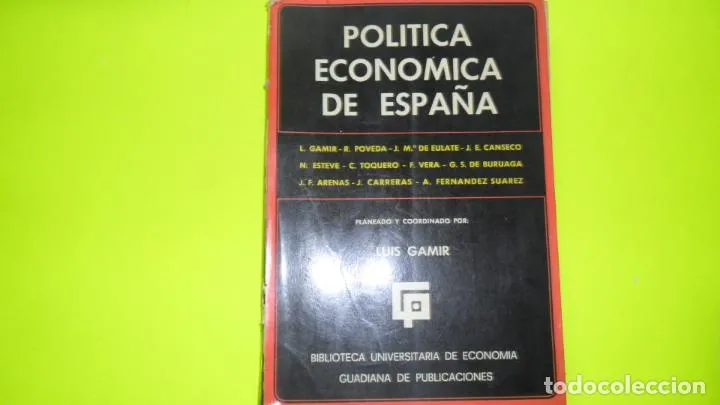 POLITICA
ECONOMICA
DE ESPAÑA
L. GAMIR - R. POVEDA - J. Mª DE EULATE - J. E. CANSECO
N. ESTEVE - C. TOQUERO - F. VERA - G. S. DE BURUAGA
J. F. ARENAS - J. CARRERAS - A. FERNANDEZ SUAREZ
PLANEADO Y COORDINADO POR:
LUIS GAMIR
BIBLIOTECA UNIVERSITARIA DE ECONOMIA
GUADIANA DE PUBLICACIONES
todocoleccion